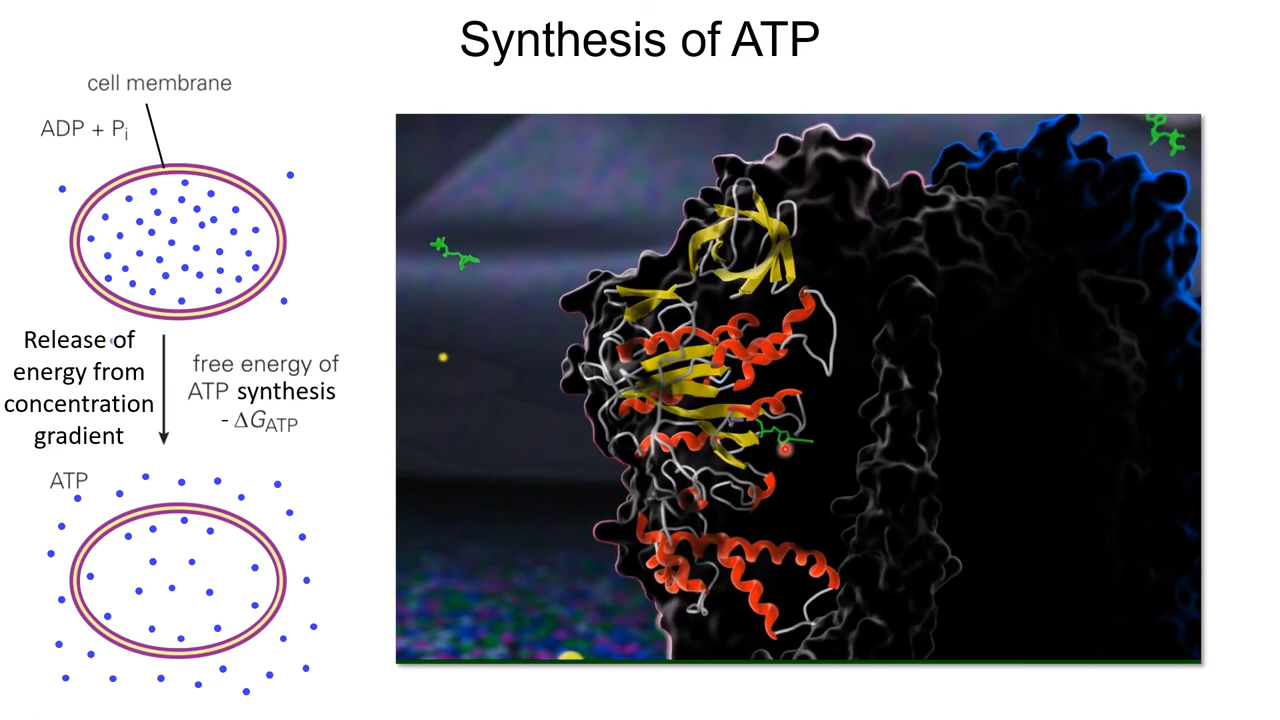 Synthesis of ATP
cell membrane
ADP + Pi
Release of
energy from
concentration
gradient
free energy of
ATP synthesis
- ΔGATP
ATP